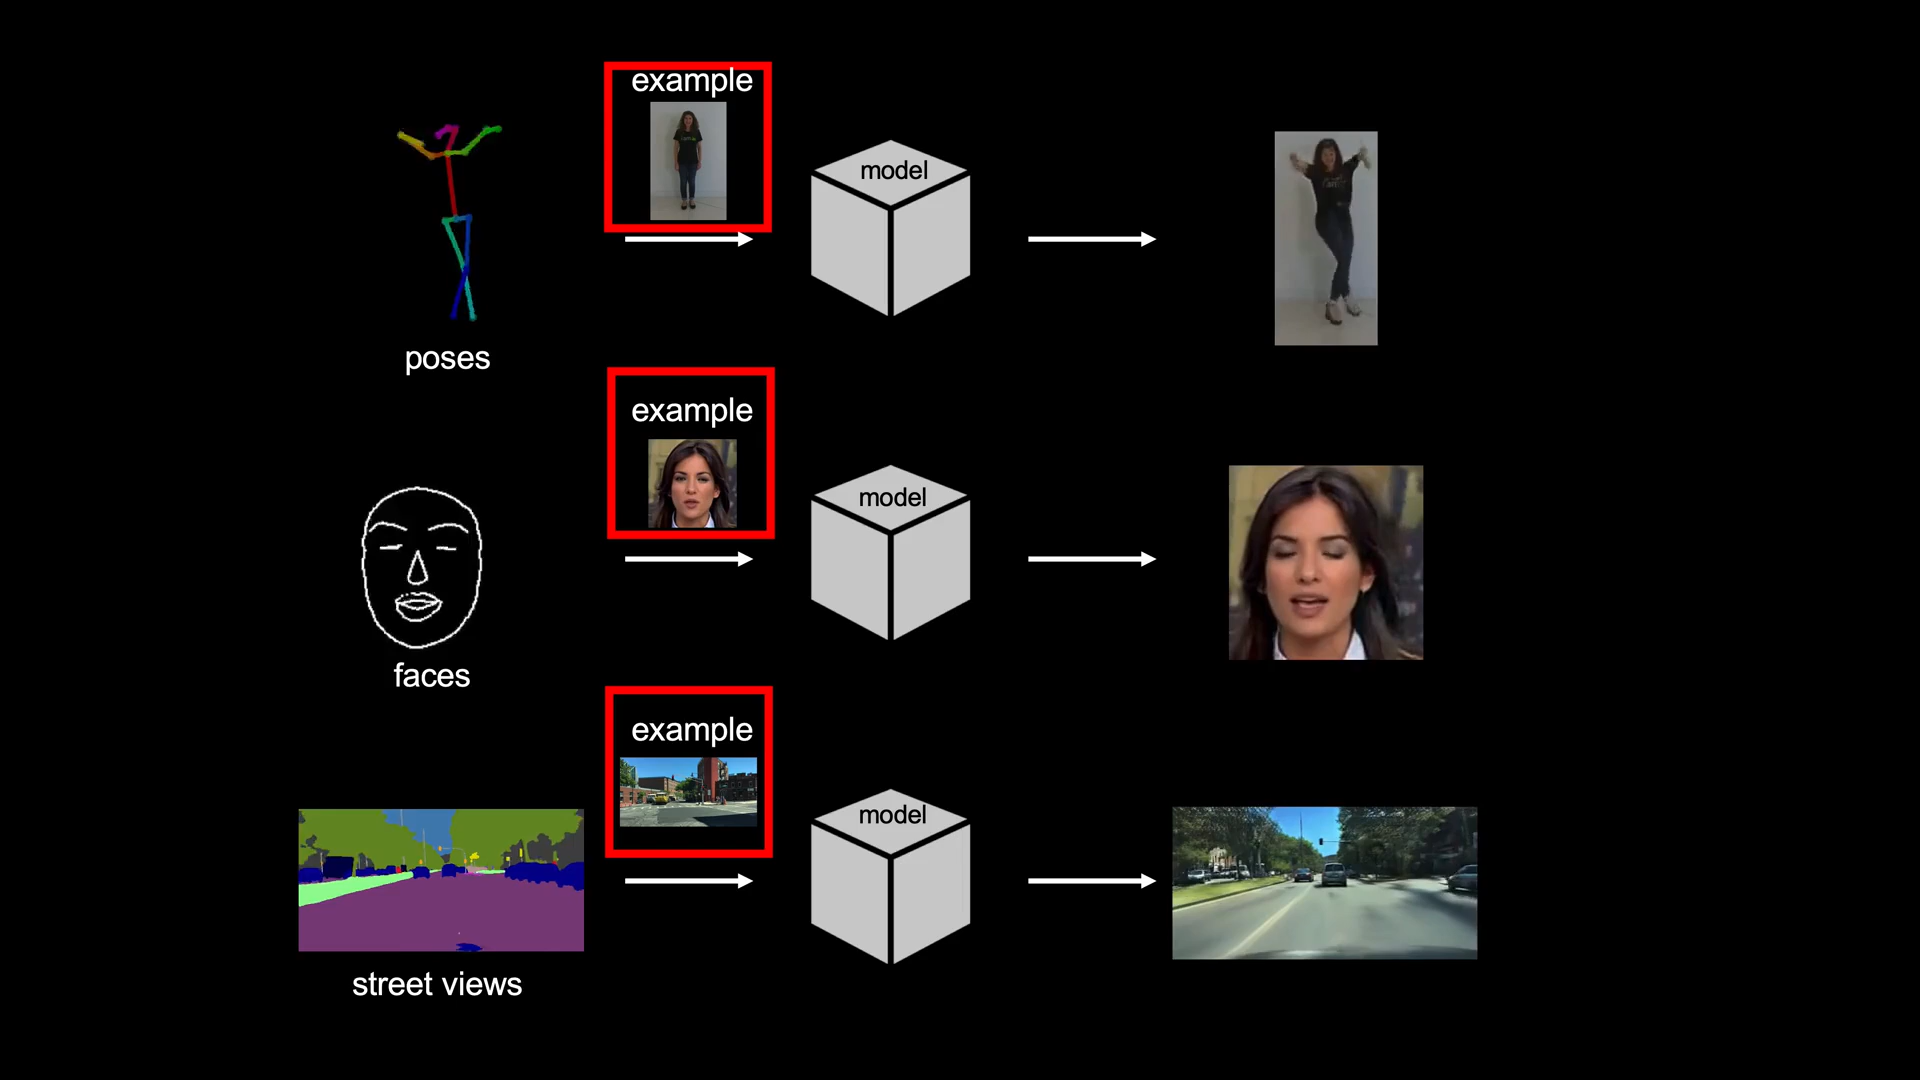 example
model
poses
example
model
faces
example
model
street views